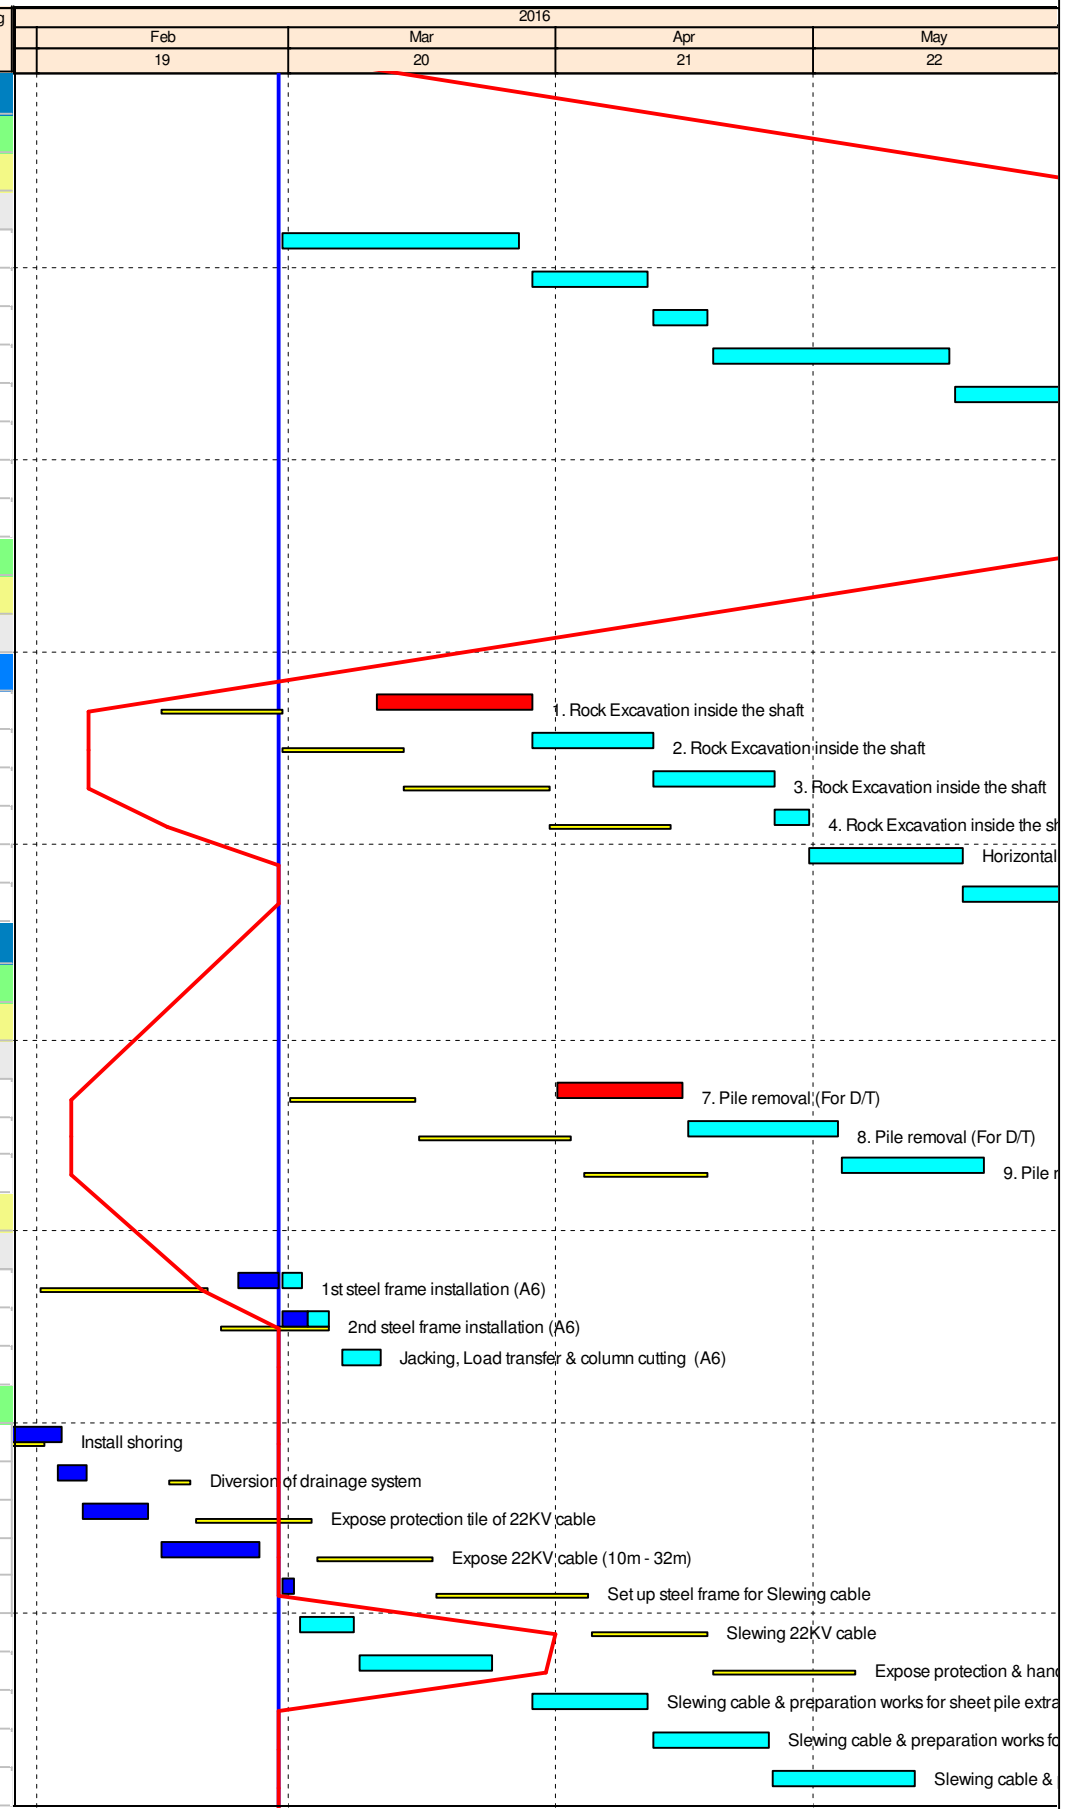 g
2016
Feb Mar Apr May
19 20 21 22
1. Rock Excavation inside the shaft
2. Rock Excavation inside the shaft
3. Rock Excavation inside the shaft
4. Rock Excavation inside the sh
Horizontal
7. Pile removal (For D/T)
8. Pile removal (For D/T)
9. Pile r
1st steel frame installation (A6)
2nd steel frame installation (A6)
Jacking, Load transfer & column cutting (A6)
Install shoring
Diversion of drainage system
Expose protection tile of 22KV cable
Expose 22KV cable (10m - 32m)
Set up steel frame for Slewing cable
Slewing 22KV cable
Expose protection & hand
Slewing cable & preparation works for sheet pile extra
Slewing cable & preparation works fo
Slewing cable &